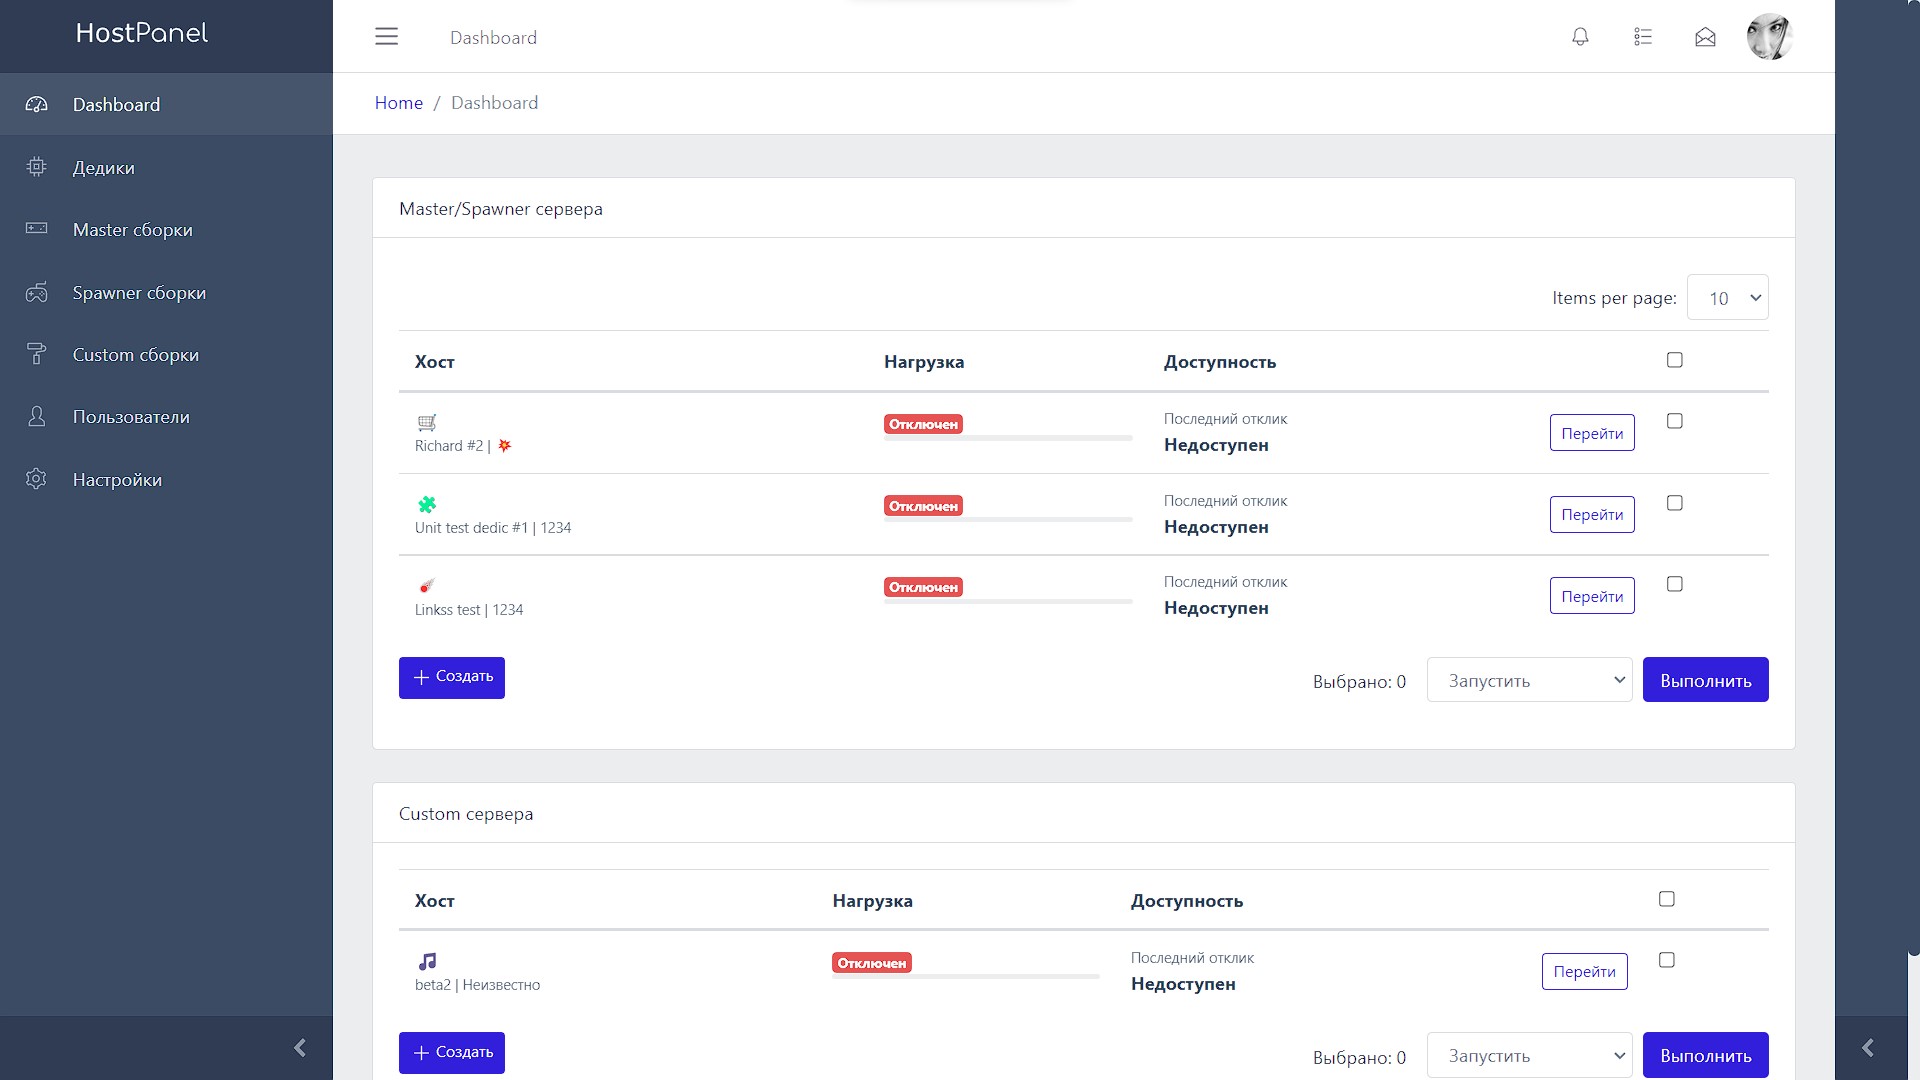 HostPanel
Dashboard
Дедики
Master сборки
Spawner сборки
Custom сборки
Пользователи
Настройки
Dashboard
Home / Dashboard
Master/Spawner сервера
Items per page: 10
Хост Нагрузка Доступность
Richard #2 | Отключен Последний отклик Недоступен Перейти
Unit test dedic #1 | 1234 Отключен Последний отклик Недоступен Перейти
Linkss test | 1234 Отключен Последний отклик Недоступен Перейти
Создать Выбрано: 0 Запустить Выполнить
Custom сервера
Хост Нагрузка Доступность
beta2 | Неизвестно Отключен Последний отклик Недоступен Перейти
Создать Выбрано: 0 Запустить Выполнить